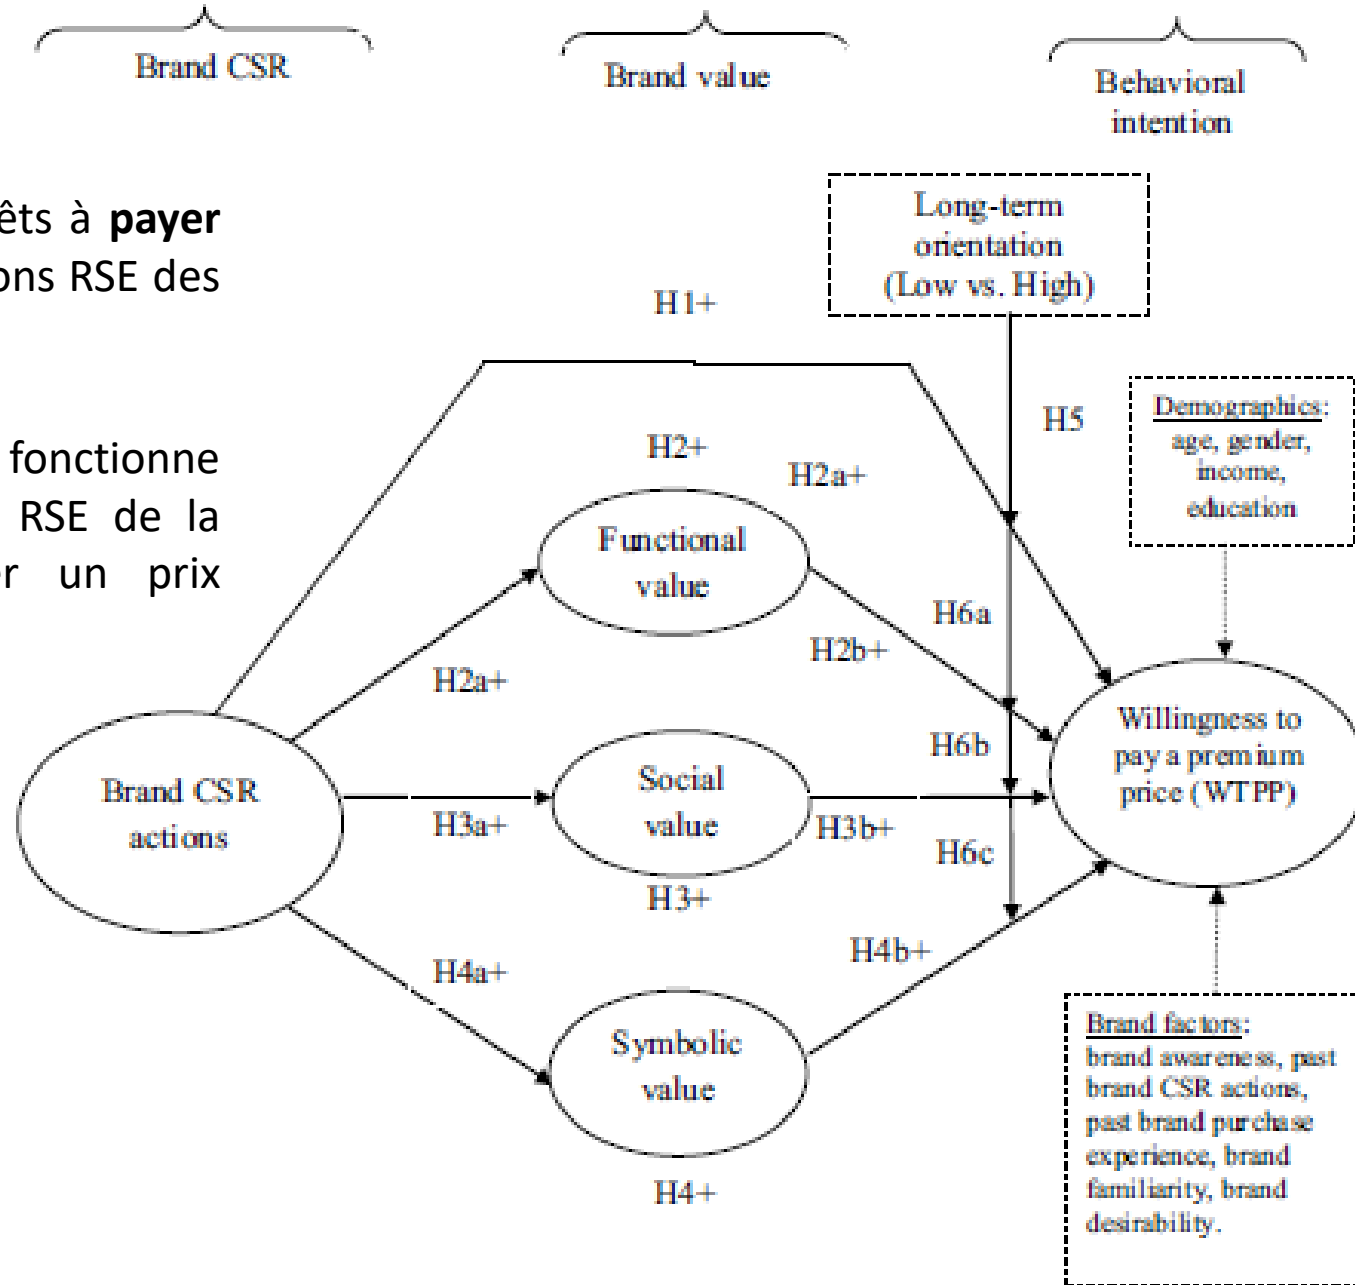 Brand CSR
Brand value
Behavioral
intention
êts à payer
ons RSE des
fonctionne
RSE de la
er un prix
Long-term
orientation
(Low vs. High)
H1+
H5
Demographics:
age, gender,
income,
education
H2+
H2a+
Functional
value
H6a
H2b+
H2a+
Willingness to
pay a premium
price (WTPP)
H6b
Brand CSR
actions
Social
value
H3a+
H3b+
H6c
H3+
H4a+
H4b+
Symbolic
value
H4+
Brand factors:
brand awareness, past
brand CSR actions,
past brand purchase
experience, brand
familiarity, brand
desirability.